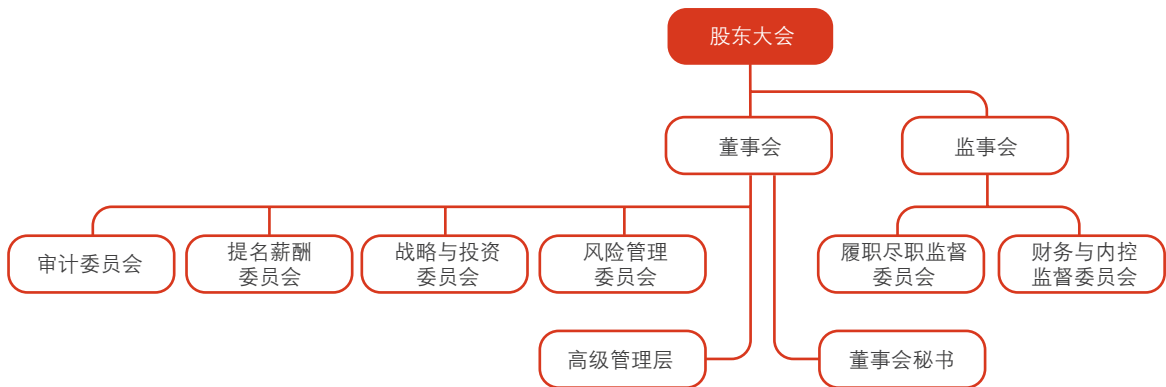 股东大会
董事会
监事会
审计委员会
提名薪酬
委员会
战略与投资
委员会
风险管理
委员会
履职尽职监督
委员会
财务与内控
监督委员会
高级管理层
董事会秘书